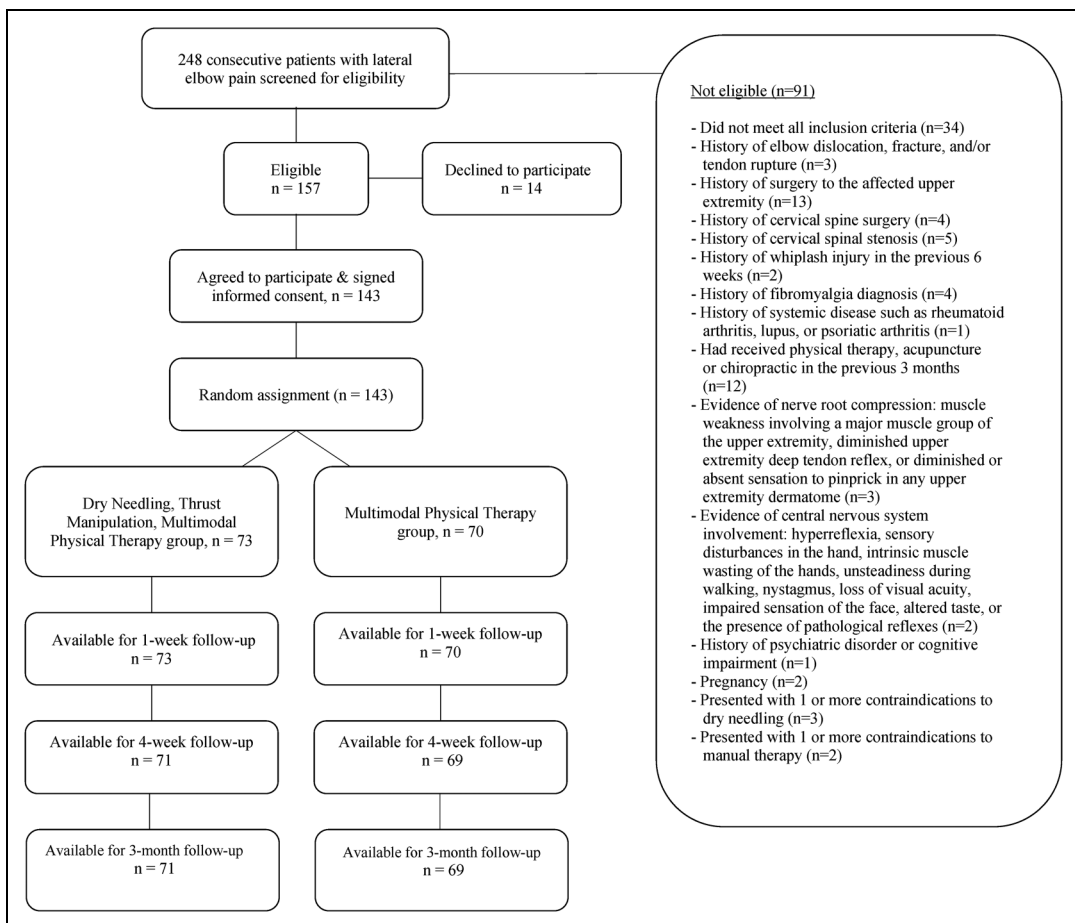 248 consecutive patients with lateral
elbow pain screened for eligibility
Eligible
n = 157
Declined to participate
n = 14
Agreed to participate & signed
informed consent, n = 143
Random assignment (n = 143)
Dry Needling, Thrust
Manipulation, Multimodal
Physical Therapy group, n = 73
Multimodal Physical Therapy
group, n = 70
Available for 1-week follow-up
n = 73
Available for 1-week follow-up
n = 70
Available for 4-week follow-up
n = 71
Available for 4-week follow-up
n = 69
Available for 3-month follow-up
n = 71
Available for 3-month follow-up
n = 69
Not eligible (n=91)
- Did not meet all inclusion criteria (n=34)
- History of elbow dislocation, fracture, and/or
tendon rupture (n=3)
- History of surgery to the affected upper
extremity (n=13)
- History of cervical spine surgery (n=4)
- History of cervical spinal stenosis (n=5)
- History of whiplash injury in the previous 6
weeks (n=2)
- History of fibromyalgia diagnosis (n=4)
- History of systemic disease such as rheumatoid
arthritis, lupus, or psoriatic arthritis (n=1)
- Had received physical therapy, acupuncture
or chiropractic in the previous 3 months
(n=12)
- Evidence of nerve root compression: muscle
weakness involving a major muscle group of
the upper extremity, diminished upper
extremity deep tendon reflex, or diminished or
absent sensation to pinprick in any upper
extremity dermatome (n=3)
- Evidence of central nervous system
involvement: hyperreflexia, sensory
disturbances in the hand, intrinsic muscle
wasting of the hands, unsteadiness during
walking, nystagmus, loss of visual acuity,
impaired sensation of the face, altered taste, or
the presence of pathological reflexes (n=2)
- History of psychiatric disorder or cognitive
impairment (n=1)
- Pregnancy (n=2)
- Presented with 1 or more contraindications to
dry needling (n=3)
- Presented with 1 or more contraindications to
manual therapy (n=2)